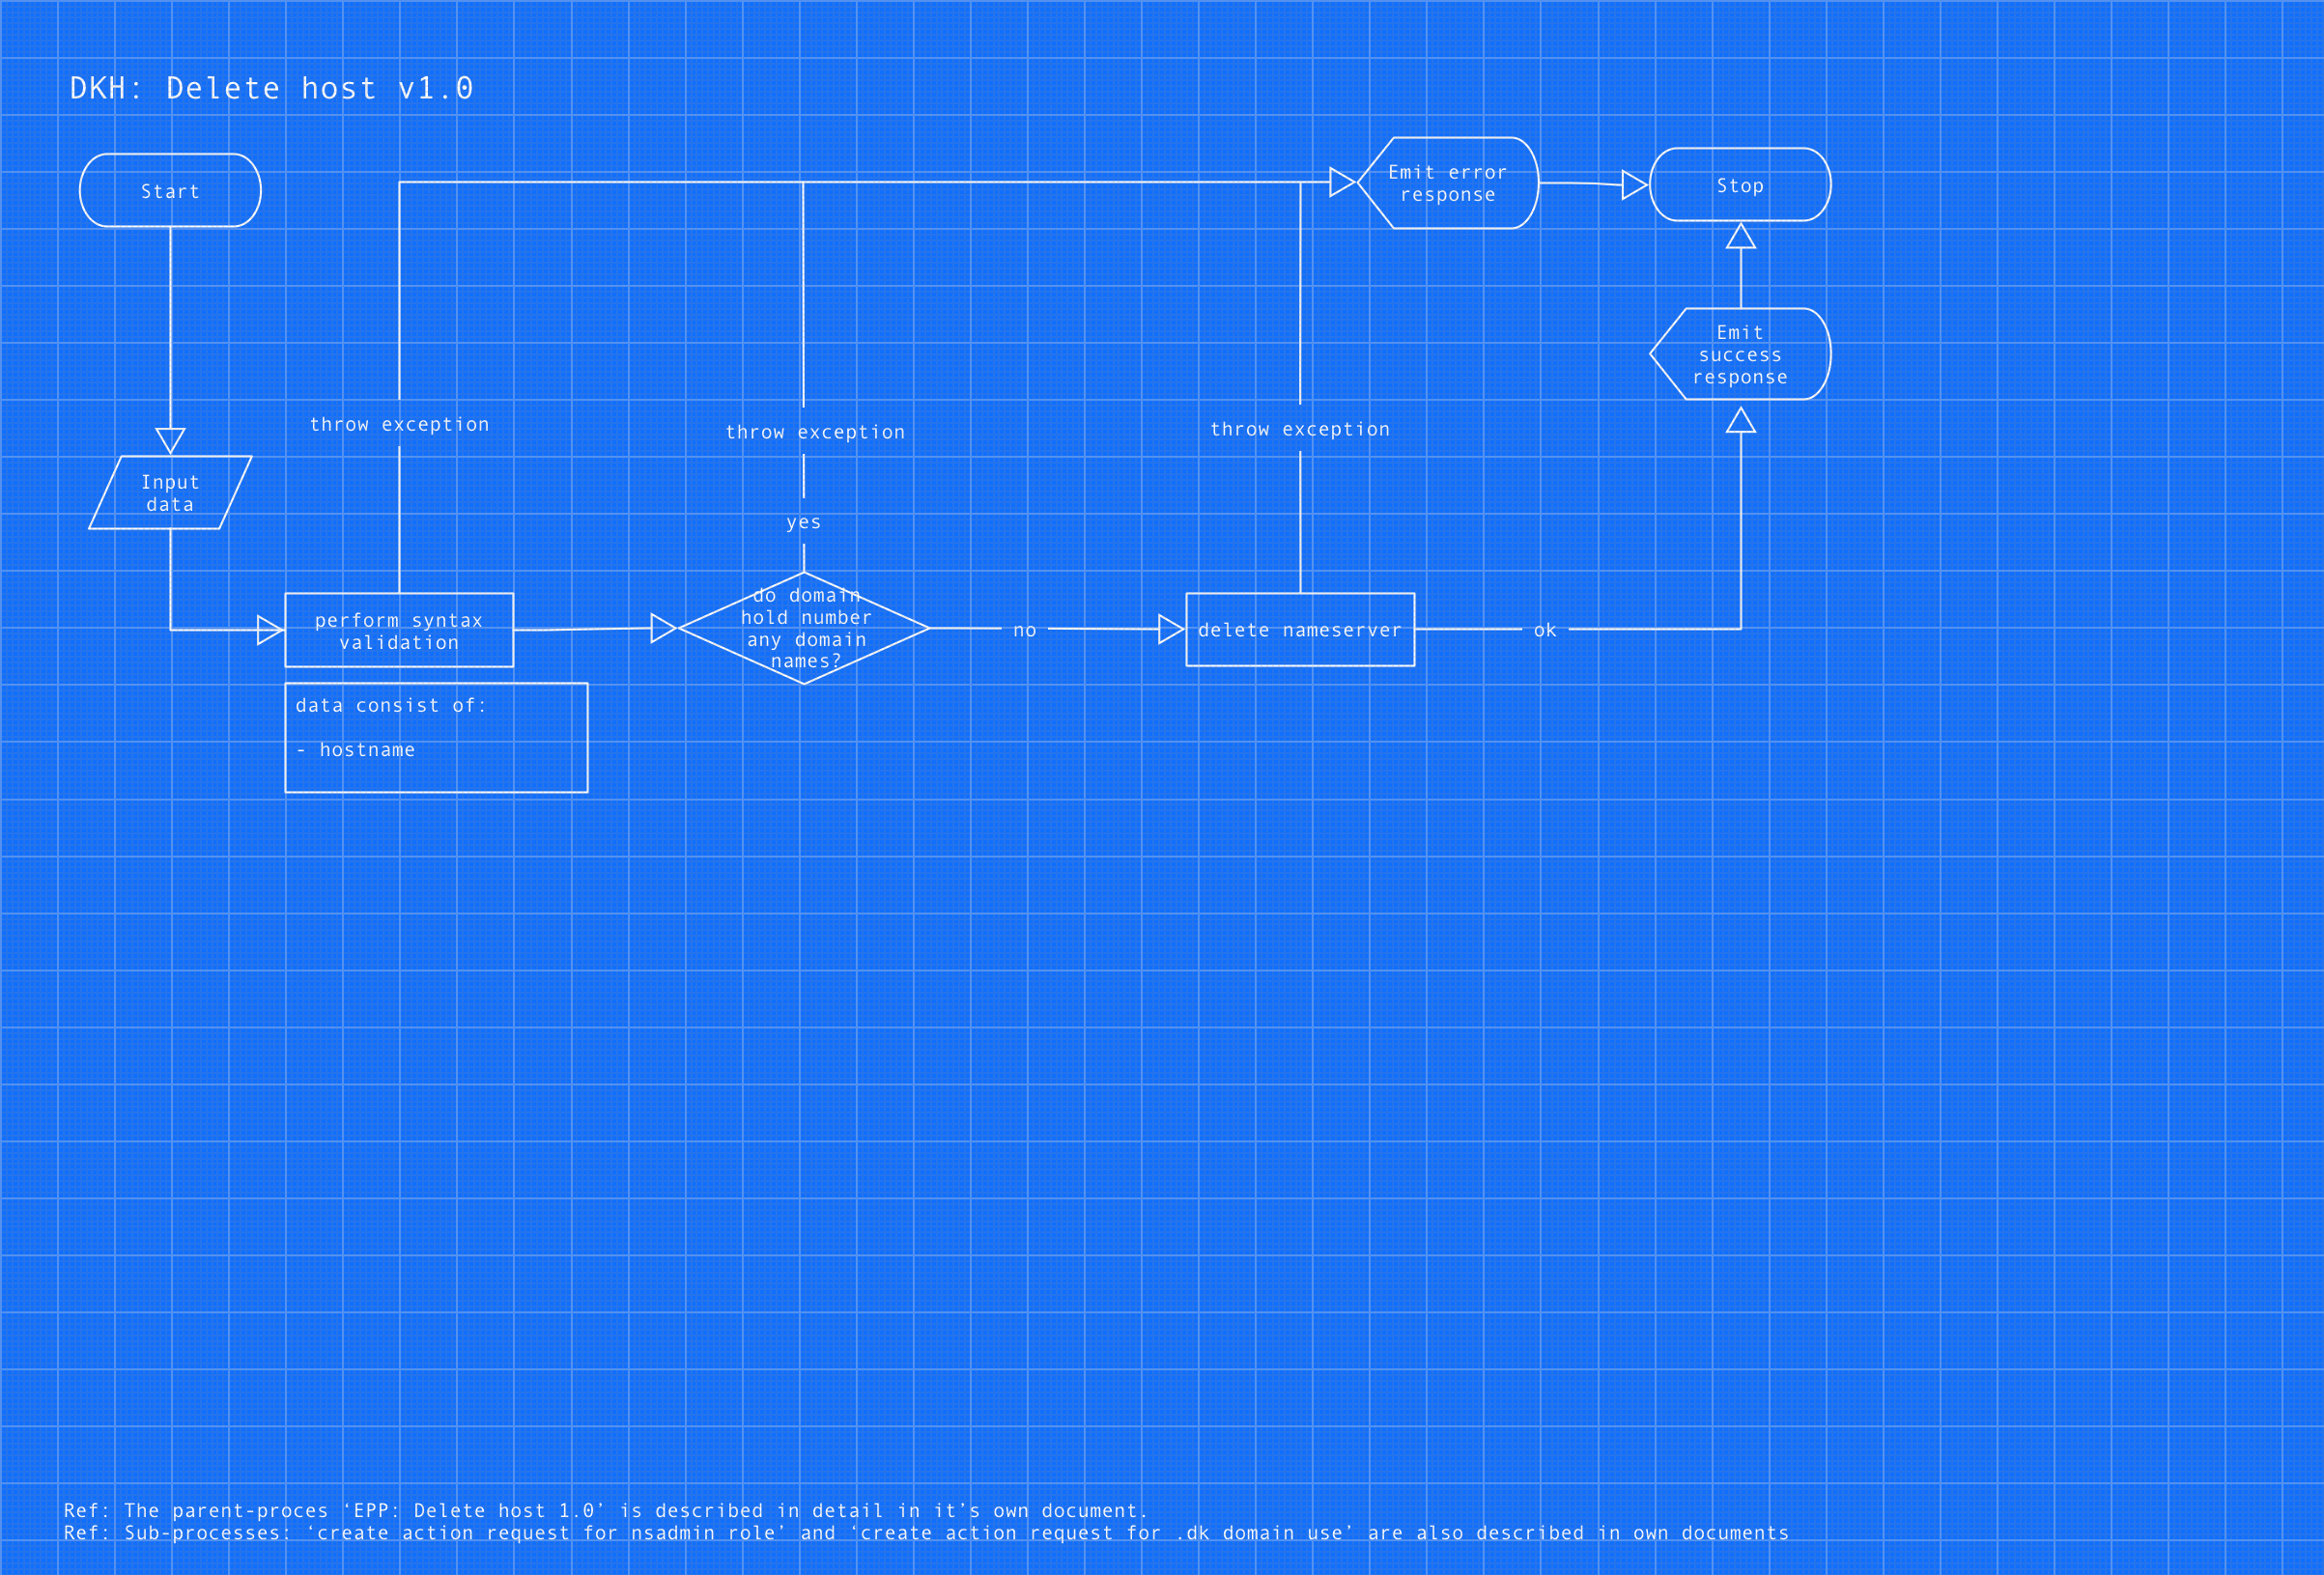 DKH: Delete host v1.0
Start
Emit error
response
Stop
Emit
success
response
throw exception
throw exception
throw exception
Input
data
yes
perform syntax
validation
do domain
hold number
any domain
names?
no
delete nameserver
ok
data consist of:
- hostname
Ref: The parent-proces ‘EPP: Delete host 1.0’ is described in detail in it’s own document.
Ref: Sub-processes: ‘create action request for nsadmin role’ and ‘create action request for .dk domain use’ are also described in own documents